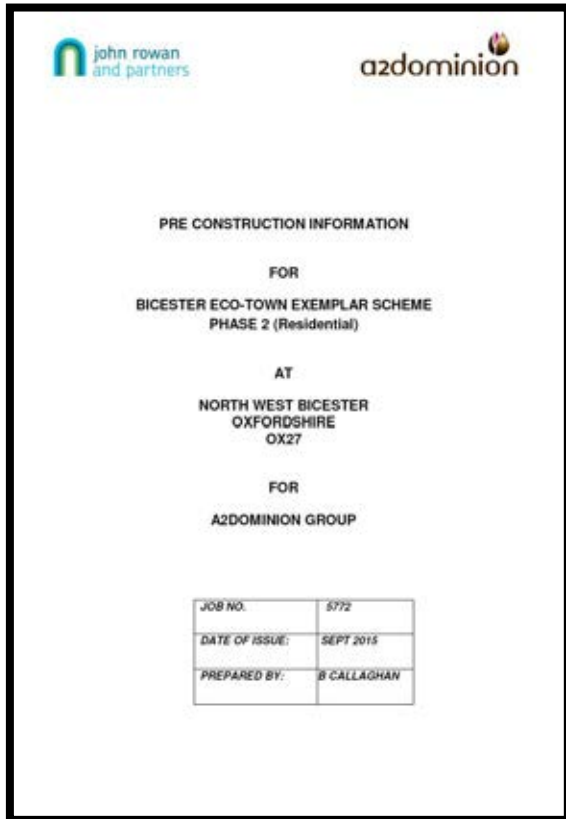 john rowan
and partners
a2dominion
PRE CONSTRUCTION INFORMATION
FOR
BICESTER ECO-TOWN EXEMPLAR SCHEME
PHASE 2 (Residential)
AT
NORTH WEST BICESTER
OXFORDSHIRE
OX27
FOR
A2DOMINION GROUP
JOB NO. 5772
DATE OF ISSUE: SEPT 2015
PREPARED BY: B CALLAGHAN